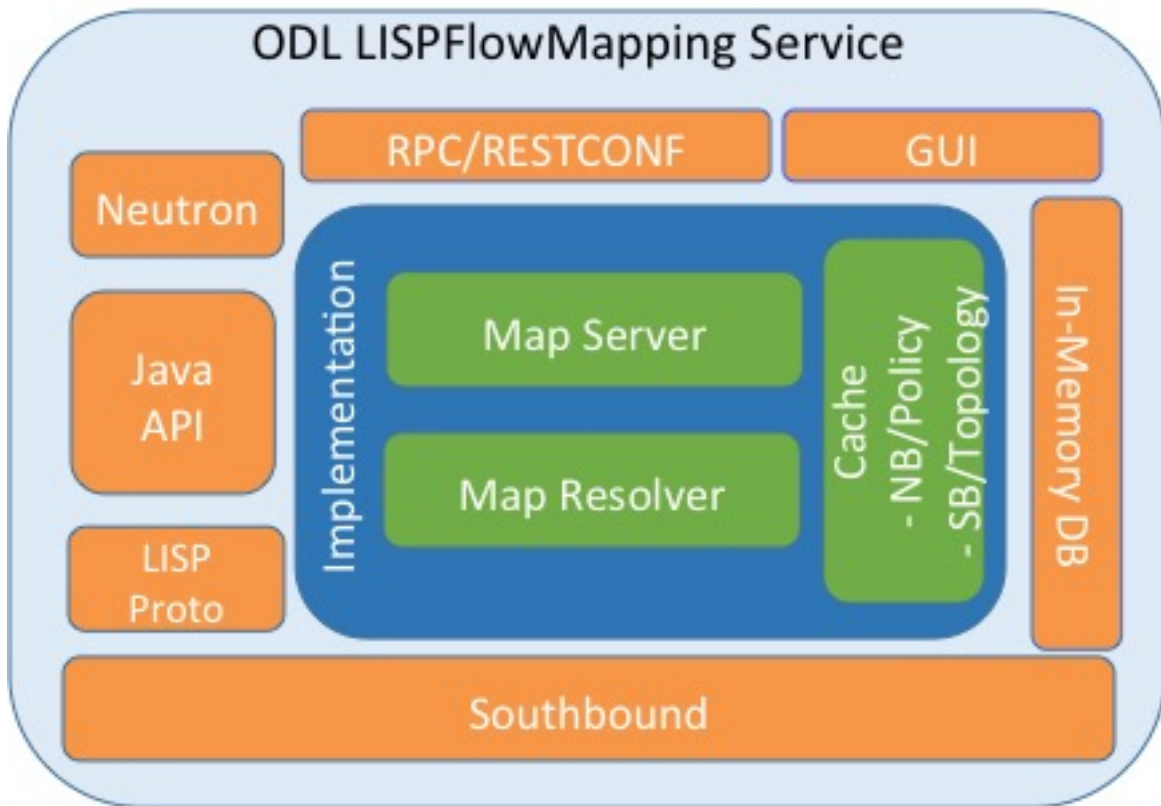 ODL LISPFlowMapping Service
RPC/RESTCONF
GUI
Neutron
Java
API
LISP
Proto
Implementation
Map Server
Map Resolver
Cache
- NB/Policy
- SB/Topology
In-Memory DB
Southbound